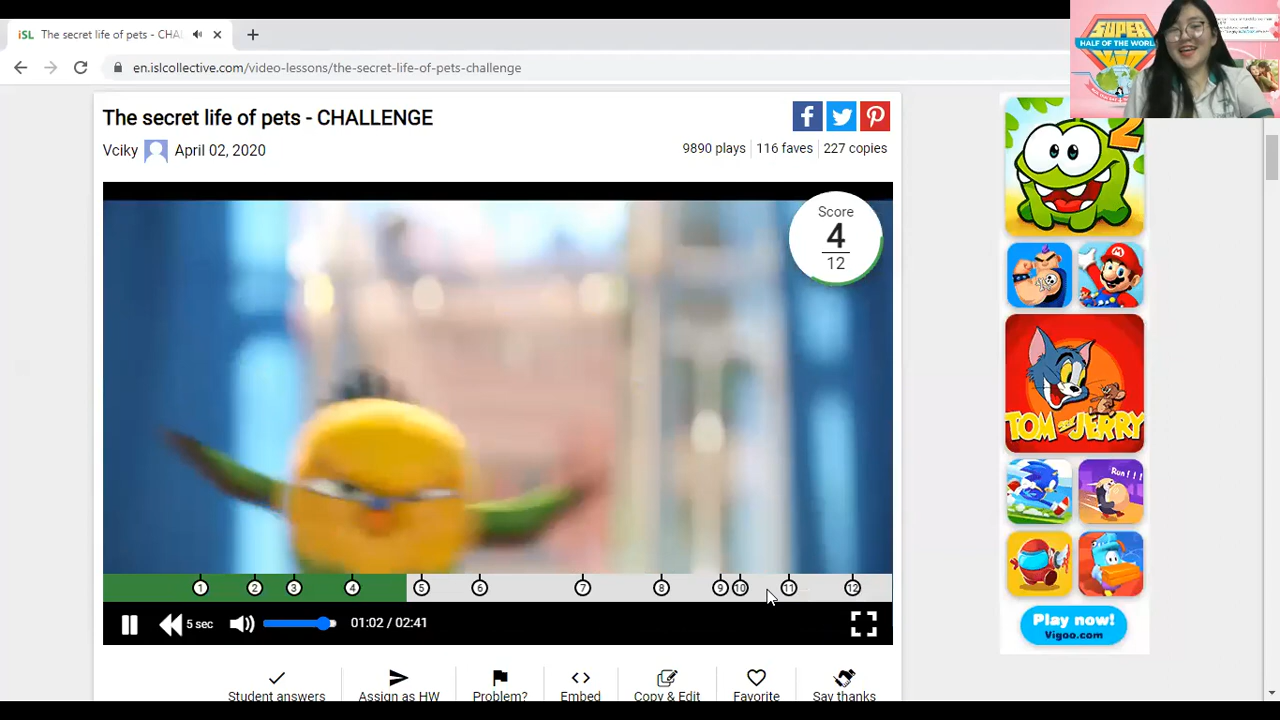 iSL The secret life of pets - CHA
en.islcollective.com/video-lessons/the-secret-life-of-pets-challenge
SUPER
HALF OF THE WORLD
The secret life of pets - CHALLENGE
Vciky April 02, 2020
9890 plays 116 faves 227 copies
Score
4
12
2
M
TOM and JERRY
Run!!!
1 2 3 4 5 6 7 8 9 10 11 12
5 sec 01:02 / 02:41
Play now!
Vigoo.com
Student answers Assign as HW Problem? Embed Copy & Edit Favorite Say thanks